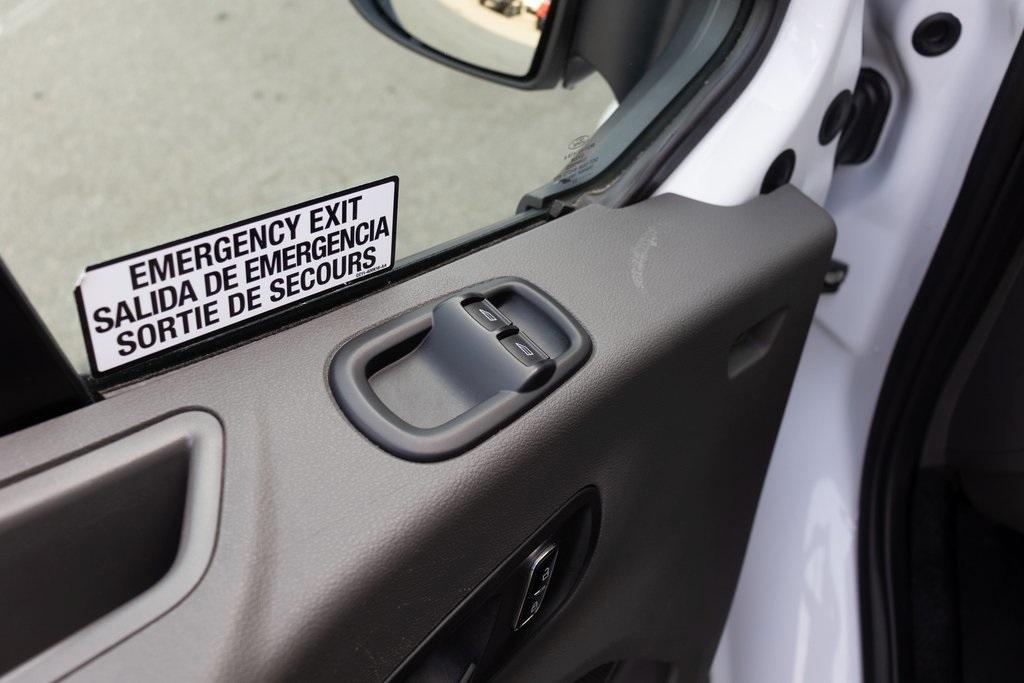 EMERGENCY EXIT
SALIDA DE EMERGENCIA
SORTIE DE SECOURS